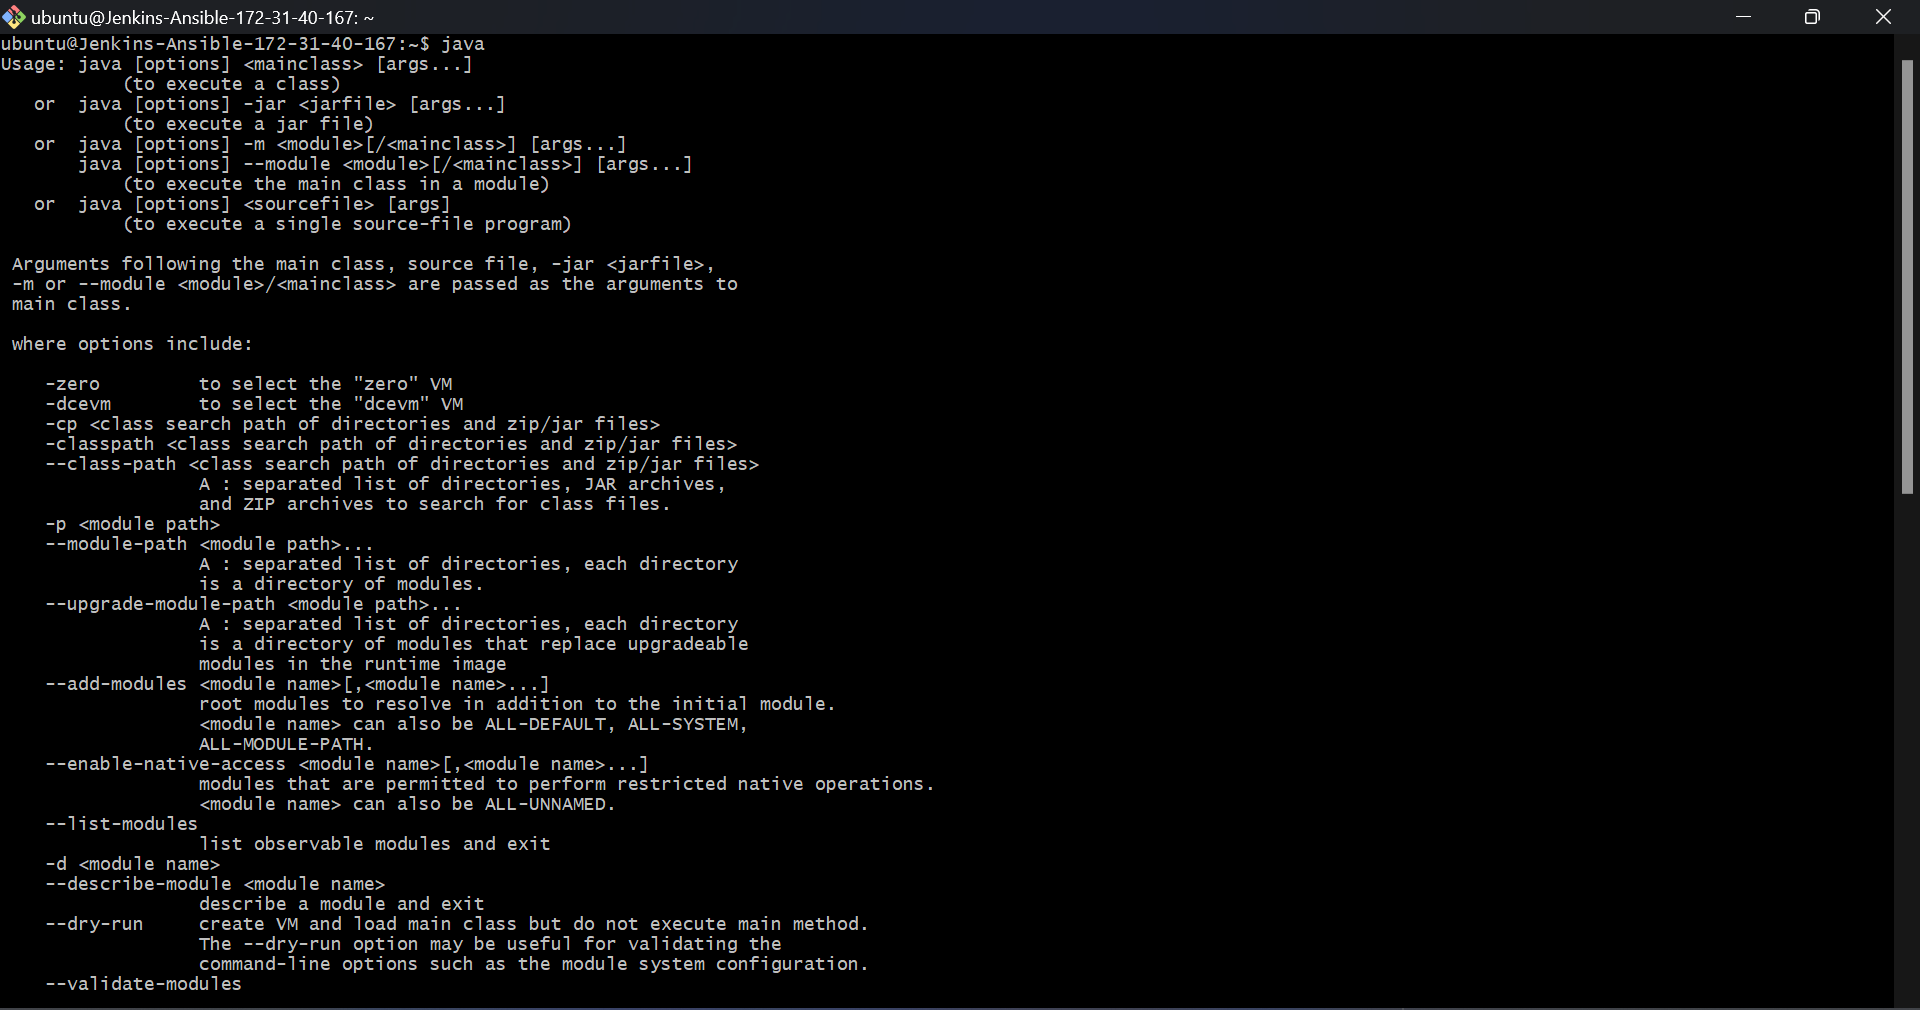 ubuntu@Jenkins-Ansible-172-31-40-167: ~
ubuntu@Jenkins-Ansible-172-31-40-167:~$ java
Usage: java [options] <mainclass> [args...]
           (to execute a class)
   or  java [options] -jar <jarfile> [args...]
           (to execute a jar file)
   or  java [options] -m <module>[/<mainclass>] [args...]
       java [options] --module <module>[/<mainclass>] [args...]
           (to execute the main class in a module)
   or  java [options] <sourcefile> [args]
           (to execute a single source-file program)

 Arguments following the main class, source file, -jar <jarfile>,
 -m or --module <module>/<mainclass> are passed as the arguments to
 main class.

 where options include:

    -zero         to select the "zero" VM
    -dcevm        to select the "dcevm" VM
    -cp <class search path of directories and zip/jar files>
    -classpath <class search path of directories and zip/jar files>
    --class-path <class search path of directories and zip/jar files>
                  A : separated list of directories, JAR archives,
                  and ZIP archives to search for class files.
    -p <module path>
    --module-path <module path>...
                  A : separated list of directories, each directory
                  is a directory of modules.
    --upgrade-module-path <module path>...
                  A : separated list of directories, each directory
                  is a directory of modules that replace upgradeable
                  modules in the runtime image
    --add-modules <module name>[,<module name>...]
                  root modules to resolve in addition to the initial module.
                  <module name> can also be ALL-DEFAULT, ALL-SYSTEM,
                  ALL-MODULE-PATH.
    --enable-native-access <module name>[,<module name>...]
                  modules that are permitted to perform restricted native operations.
                  <module name> can also be ALL-UNNAMED.
    --list-modules
                  list observable modules and exit
    -d <module name>
    --describe-module <module name>
                  describe a module and exit
    --dry-run     create VM and load main class but do not execute main method.
                  The --dry-run option may be useful for validating the
                  command-line options such as the module system configuration.
    --validate-modules